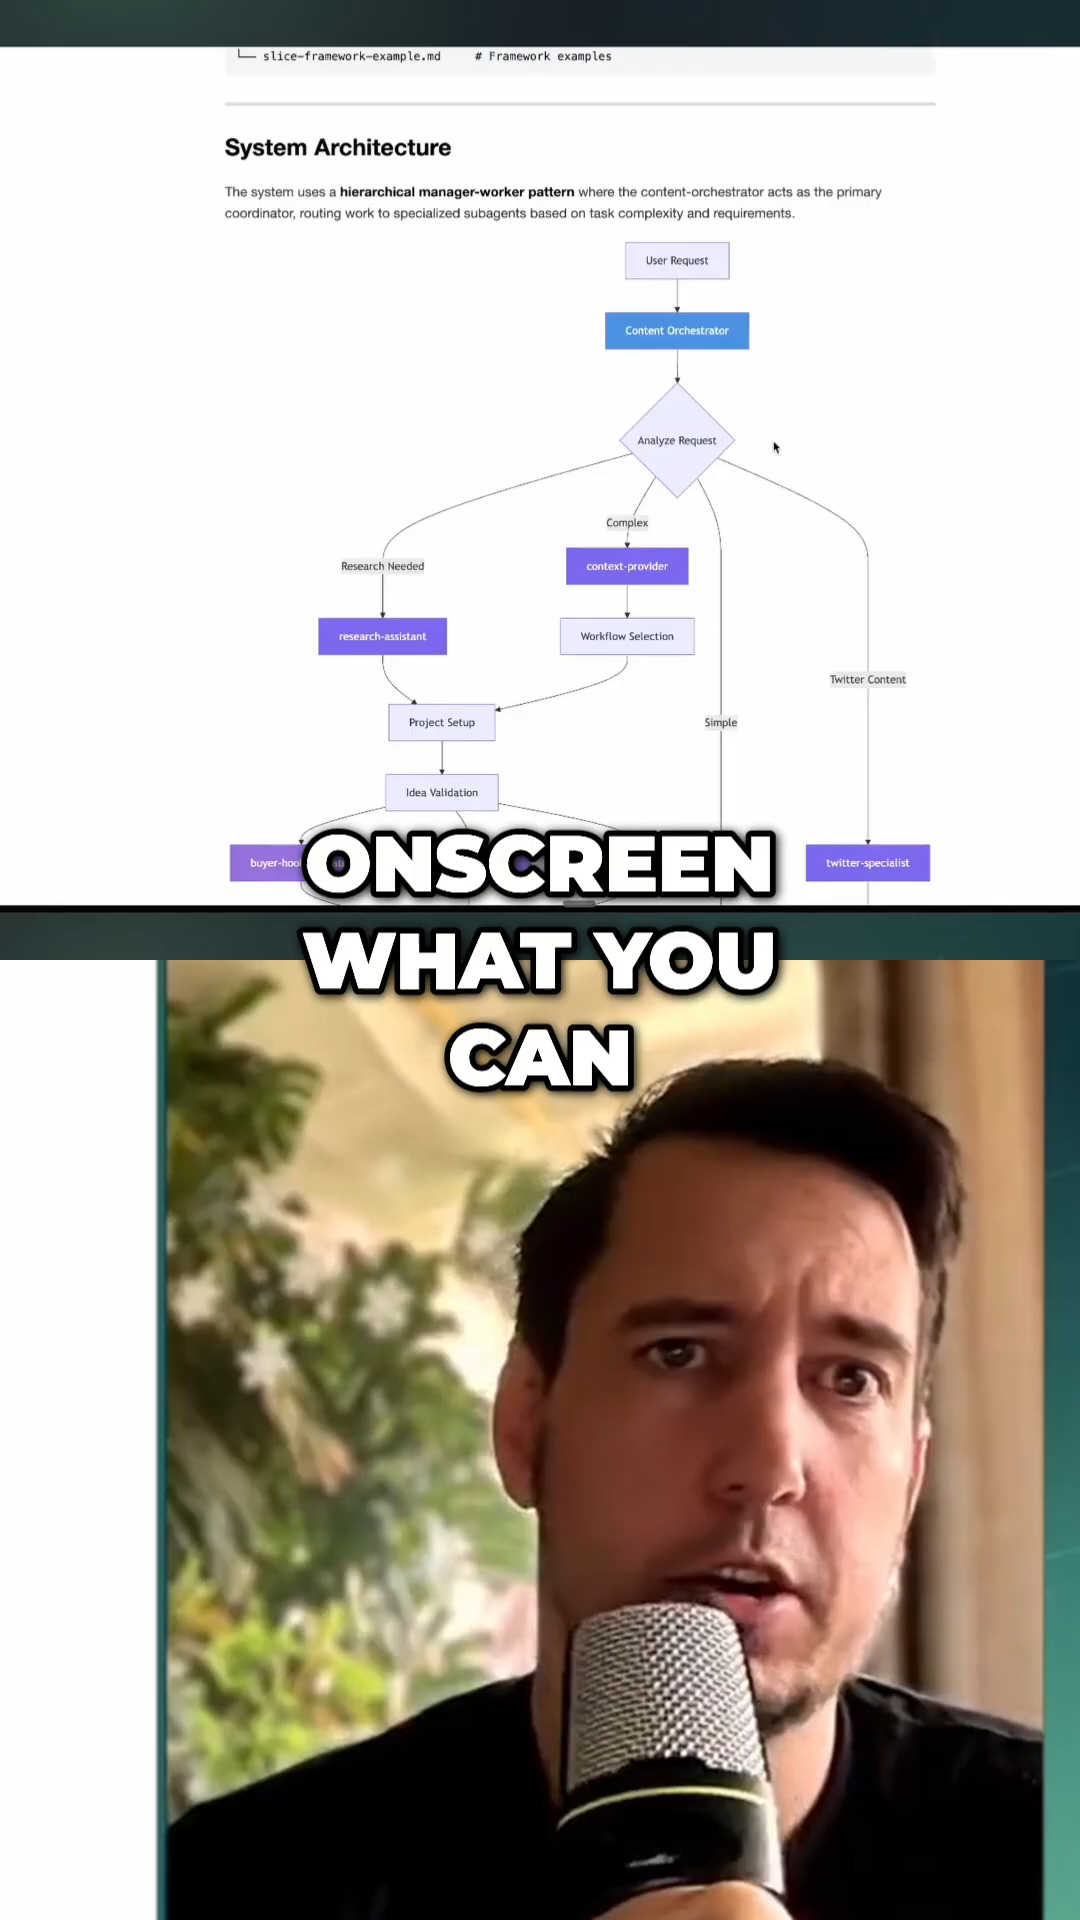 └── slice-framework-example.md # Framework examples
System Architecture
The system uses a hierarchical manager-worker pattern where the content-orchestrator acts as the primary
coordinator, routing work to specialized subagents based on task complexity and requirements.
User Request
Content Orchestrator
Analyze Request
Complex
Research Needed
context-provider
research-assistant
Workflow Selection
Twitter Content
Project Setup
Simple
Idea Validation
twitter-specialist
ONSCREEN
WHAT YOU
CAN